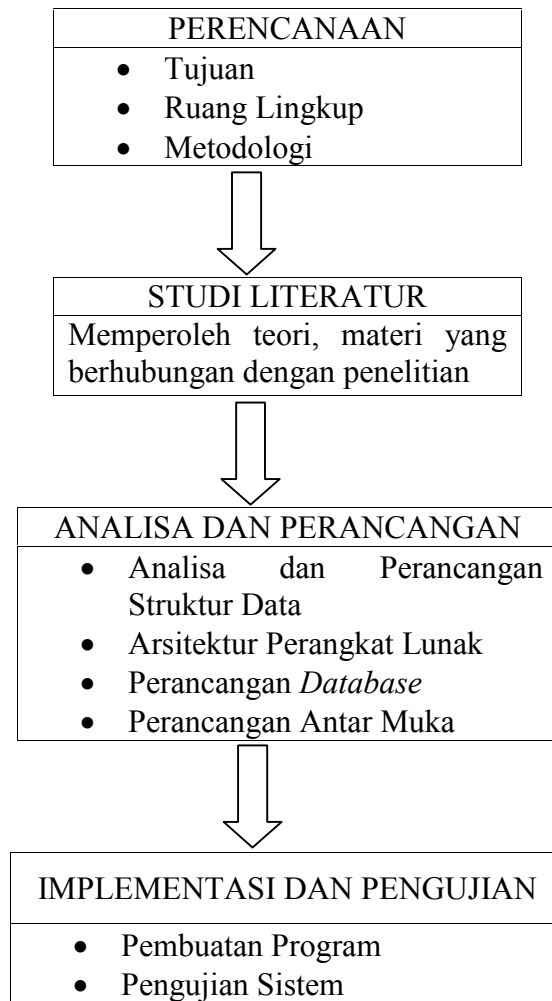 PERENCANAAN
• Tujuan
• Ruang Lingkup
• Metodologi
STUDI LITERATUR
Memperoleh teori, materi yang
berhubungan dengan penelitian
ANALISA DAN PERANCANGAN
• Analisa dan Perancangan
Struktur Data
• Arsitektur Perangkat Lunak
• Perancangan Database
• Perancangan Antar Muka
IMPLEMENTASI DAN PENGUJIAN
• Pembuatan Program
• Pengujian Sistem